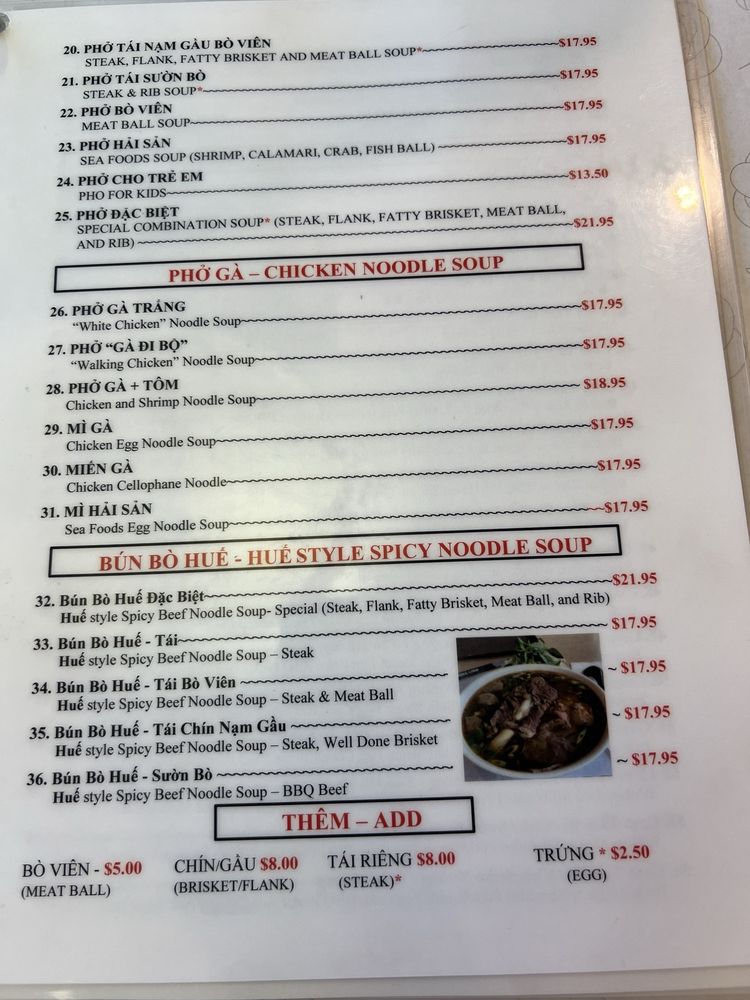 20. PHỞ TÁI NẠM GẦU BÒ VIÊN
STEAK, FLANK, FATTY BRISKET AND MEAT BALL SOUP* $17.95
21. PHỞ TÁI SƯỜN BÒ
STEAK & RIB SOUP* $17.95
22. PHỞ BÒ VIÊN
MEAT BALL SOUP $17.95
23. PHỞ HẢI SẢN
SEA FOODS SOUP (SHRIMP, CALAMARI, CRAB, FISH BALL) $17.95
24. PHỞ CHO TRẺ EM
PHO FOR KIDS $13.50
25. PHỞ ĐẶC BIỆT
SPECIAL COMBINATION SOUP* (STEAK, FLANK, FATTY BRISKET, MEAT BALL,
AND RIB) $21.95
PHỞ GÀ – CHICKEN NOODLE SOUP
26. PHỞ GÀ TRẮNG
“White Chicken” Noodle Soup $17.95
27. PHỞ “GÀ ĐI BỘ”
“Walking Chicken” Noodle Soup $17.95
28. PHỞ GÀ + TÔM
Chicken and Shrimp Noodle Soup $18.95
29. MÌ GÀ
Chicken Egg Noodle Soup $17.95
30. MIẾN GÀ
Chicken Cellophane Noodle $17.95
31. MÌ HẢI SẢN
Sea Foods Egg Noodle Soup $17.95
BÚN BÒ HUẾ - HUẾ STYLE SPICY NOODLE SOUP
32. Bún Bò Huế Đặc Biệt $21.95
Huế style Spicy Beef Noodle Soup- Special (Steak, Flank, Fatty Brisket, Meat Ball, and Rib)
33. Bún Bò Huế - Tái $17.95
Huế style Spicy Beef Noodle Soup – Steak
34. Bún Bò Huế - Tái Bò Viên ~ $17.95
Huế style Spicy Beef Noodle Soup – Steak & Meat Ball
35. Bún Bò Huế - Tái Chín Nạm Gầu ~ $17.95
Huế style Spicy Beef Noodle Soup – Steak, Well Done Brisket
36. Bún Bò Huế - Sườn Bò ~ $17.95
Huế style Spicy Beef Noodle Soup – BBQ Beef
THÊM – ADD
BÒ VIÊN - $5.00 CHÍN/GẦU $8.00 TÁI RIÊNG $8.00 TRỨNG * $2.50
(MEAT BALL) (BRISKET/FLANK) (STEAK)* (EGG)